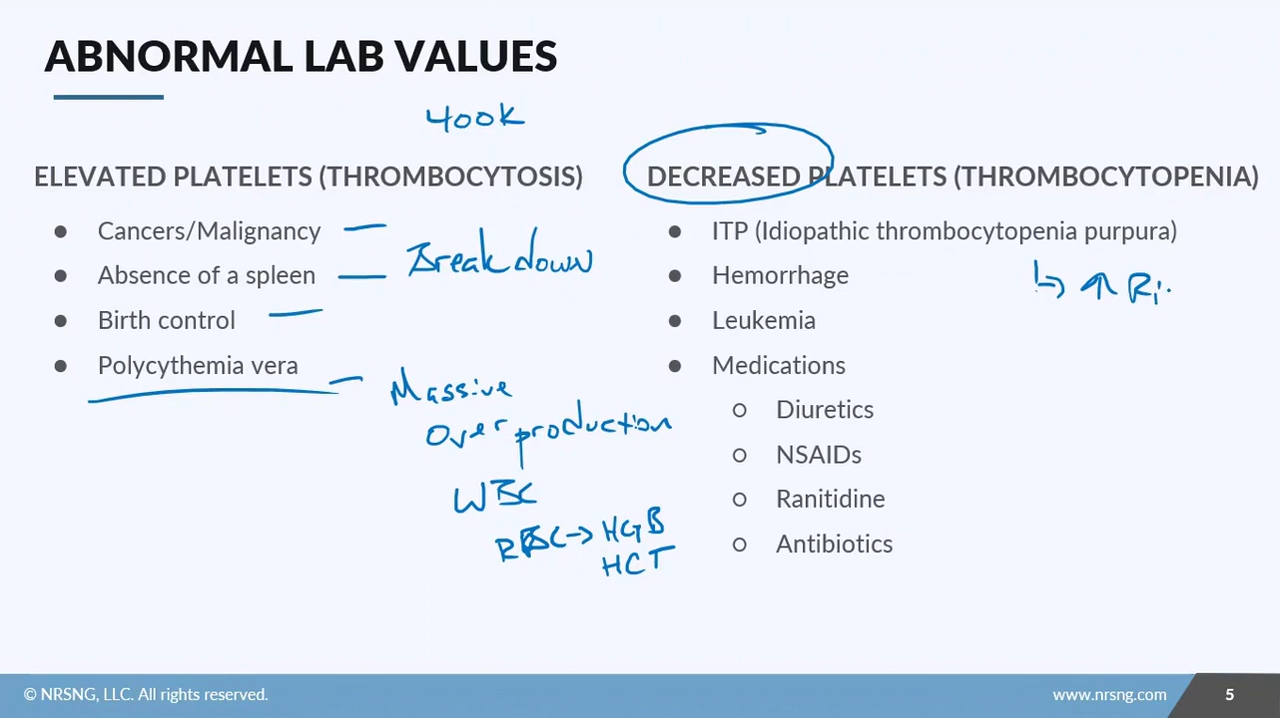 ABNORMAL LAB VALUES
400K
ELEVATED PLATELETS (THROMBOCYTOSIS)
● Cancers/Malignancy
● Absence of a spleen
Breakdown
● Birth control
● Polycythemia vera
Massive
Over production
WBC
RBC → HGB
HCT
DECREASED PLATELETS (THROMBOCYTOPENIA)
● ITP (Idiopathic thrombocytopenia purpura)
↳ ↑ Ri
● Hemorrhage
● Leukemia
● Medications
○ Diuretics
○ NSAIDs
○ Ranitidine
○ Antibiotics
© NRSNG, LLC. All rights reserved.
www.nrsng.com
5